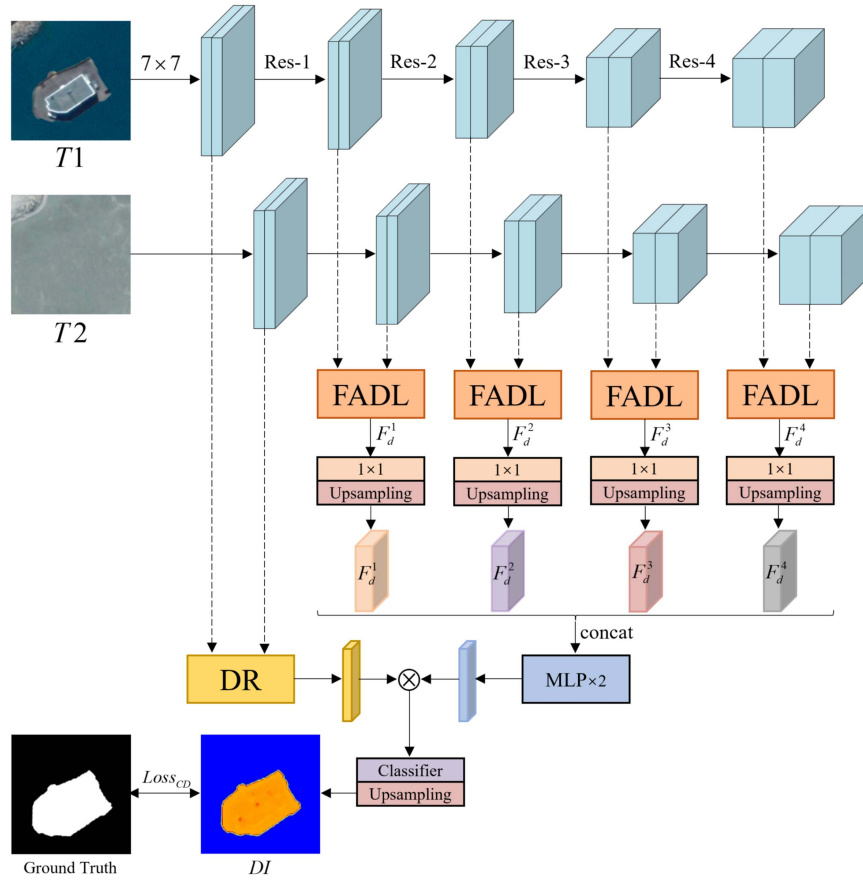 7×7
Res-1
Res-2
Res-3
Res-4
T1
T2
FADL
FADL
FADL
FADL
F_d^1
F_d^2
F_d^3
F_d^4
1×1
1×1
1×1
1×1
Upsampling
Upsampling
Upsampling
Upsampling
F_d^1
F_d^2
F_d^3
F_d^4
concat
DR
MLP×2
Loss_CD
Classifier
Upsampling
Ground Truth
DI